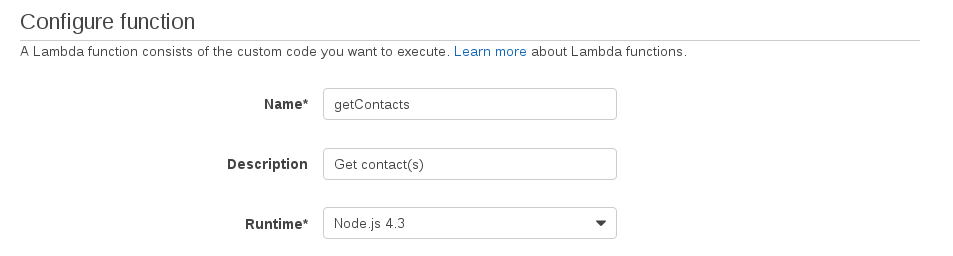 Configure function
A Lambda function consists of the custom code you want to execute. Learn more about Lambda functions.
Name* getContacts
Description Get contact(s)
Runtime* Node.js 4.3